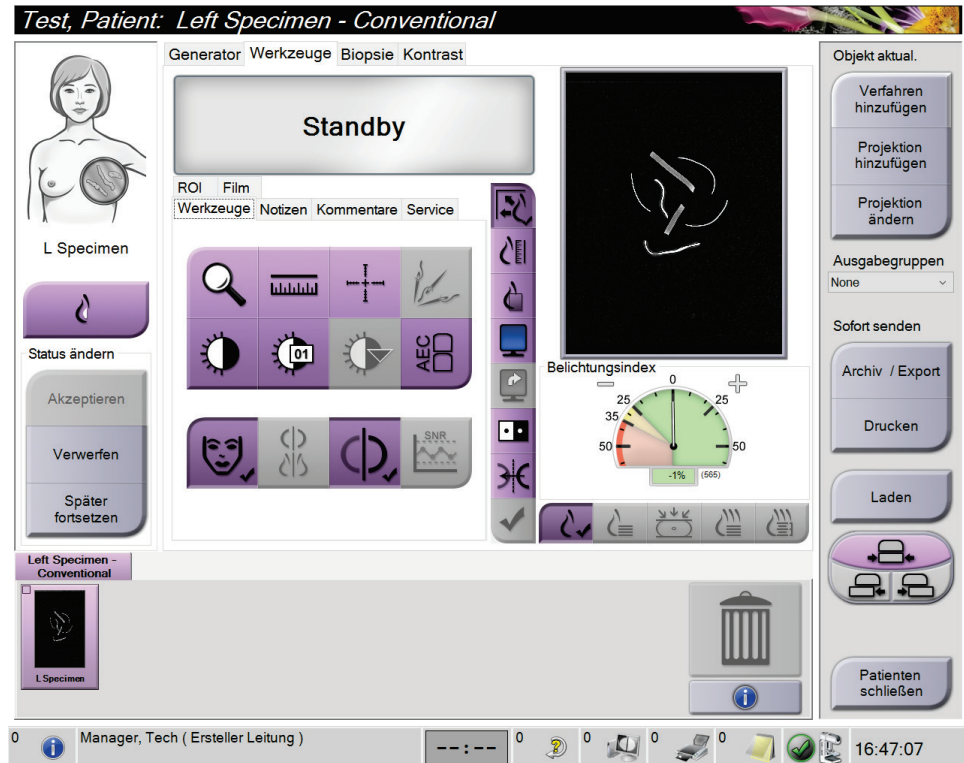 Test, Patient:  Left Specimen - Conventional
Generator Werkzeuge Biopsie Kontrast
Standby
ROI Film
Werkzeuge Notizen Kommentare Service
01
AEC
SNR
L Specimen
Status ändern
Akzeptieren
Verwerfen
Später
fortsetzen
Belichtungsindex
0
25 25
35
50 50
-1% (565)
Objekt aktual.
Verfahren
hinzufügen
Projektion
hinzufügen
Projektion
ändern
Ausgabegruppen
None
Sofort senden
Archiv / Export
Drucken
Laden
Patienten
schließen
Left Specimen -
Conventional
L Specimen
0 Manager, Tech ( Ersteller Leitung ) --:-- 0 0 0 0 16:47:07